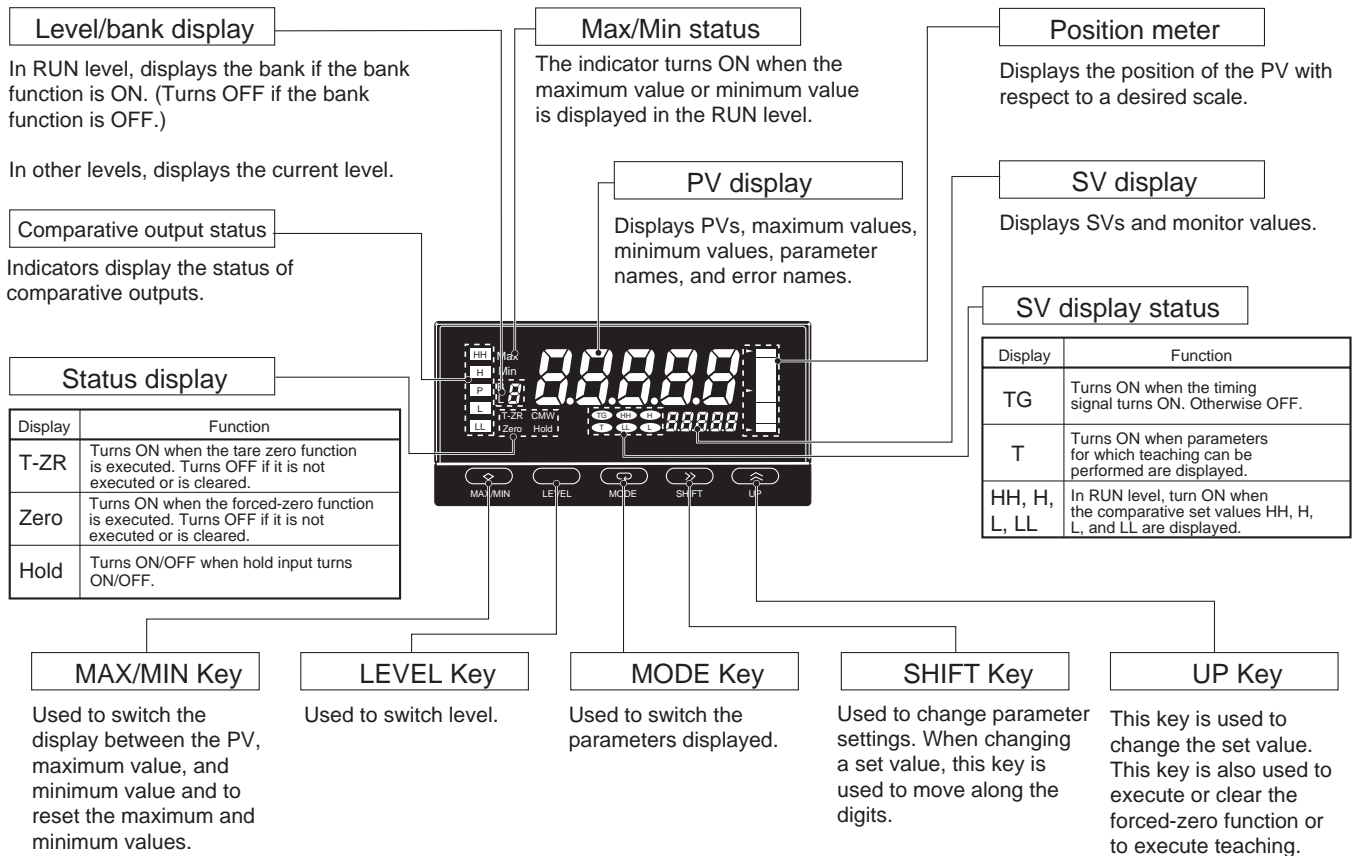 Level/bank display
In RUN level, displays the bank if the bank
function is ON. (Turns OFF if the bank
function is OFF.)
In other levels, displays the current level.
Comparative output status
Indicators display the status of
comparative outputs.
Max/Min status
The indicator turns ON when the
maximum value or minimum value
is displayed in the RUN level.
PV display
Displays PVs, maximum values,
minimum values, parameter
names, and error names.
Position meter
Displays the position of the PV with
respect to a desired scale.
SV display
Displays SVs and monitor values.
SV display status
Display Function
TG Turns ON when the timing
signal turns ON. Otherwise OFF.
T Turns ON when parameters
for which teaching can be
performed are displayed.
HH, H,
L, LL
In RUN level, turn ON when
the comparative set values HH, H,
L, and LL are displayed.
Status display
Display Function
T-ZR Turns ON when the tare zero function
is executed. Turns OFF if it is not
executed or is cleared.
Zero Turns ON when the forced-zero function
is executed. Turns OFF if it is not
executed or is cleared.
Hold Turns ON/OFF when hold input turns
ON/OFF.
HH Max
H Min
P
L
LL
8.8.8.8.8
8
T-ZR CMW
Zero Hold
TG HH H
T LL L
88888
MAX/MIN LEVEL MODE SHIFT UP
MAX/MIN Key
Used to switch the
display between the PV,
maximum value, and
minimum value and to
reset the maximum and
minimum values.
LEVEL Key
Used to switch level.
MODE Key
Used to switch the
parameters displayed.
SHIFT Key
Used to change parameter
settings. When changing
a set value, this key is
used to move along the
digits.
UP Key
This key is used to
change the set value.
This key is also used to
execute or clear the
forced-zero function or
to execute teaching.